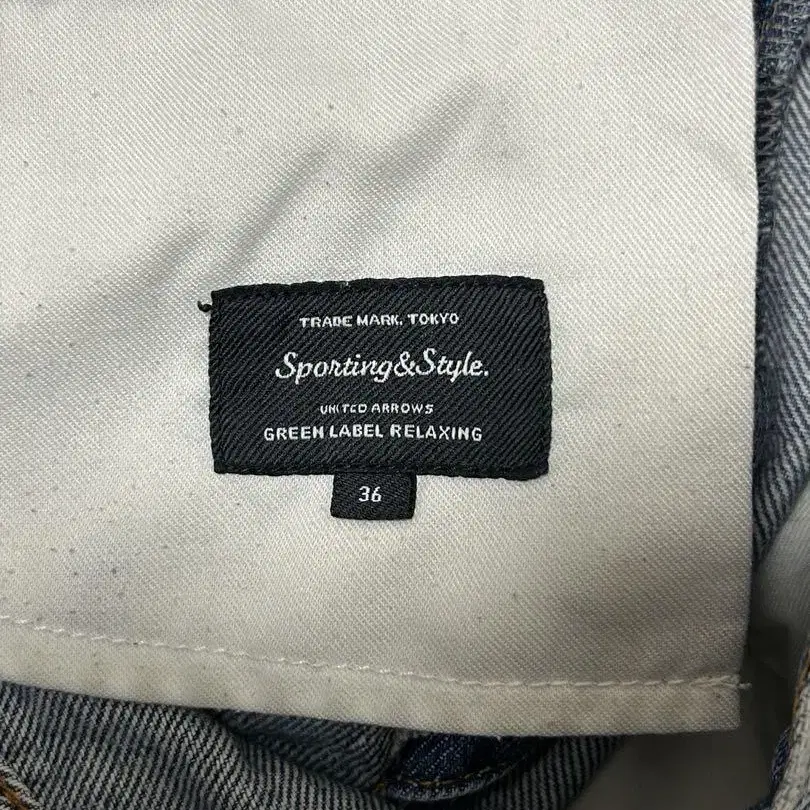 TRADE MARK. TOKYO
Sporting&Style.
UNITED ARROWS
GREEN LABEL RELAXING
36